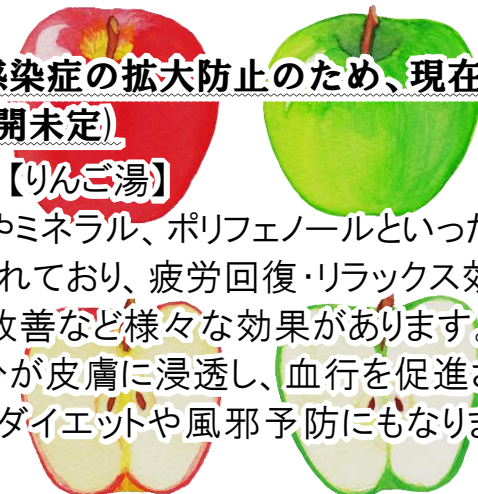 感染症の拡大防止のため、現在
開未定)
【りんご湯】
やミネラル、ポリフェノールといった
れており、疲労回復・リラックス効
改善など様々な効果があります。
分が皮膚に浸透し、血行を促進さ
ダイエットや風邪予防にもなりま